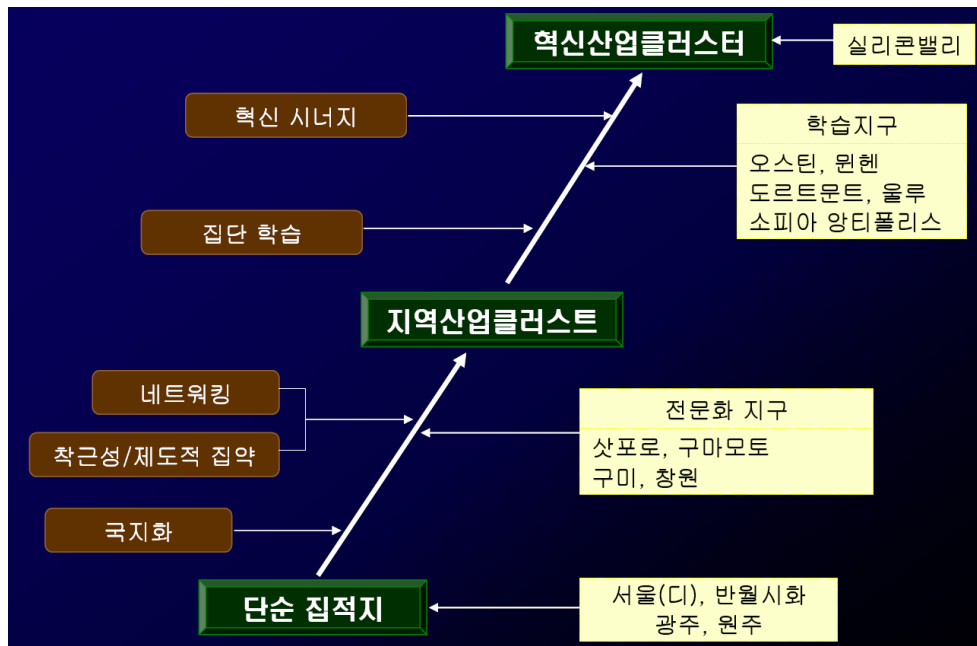 혁신산업클러스터
실리콘밸리
혁신 시너지
학습지구
오스틴, 뮌헨
도르트문트, 울루
소피아 앙티폴리스
집단 학습
지역산업클러스트
네트워킹
착근성/제도적 집약
전문화 지구
삿포로, 구마모토
구미, 창원
국지화
단순 집적지
서울(디), 반월시화
광주, 원주